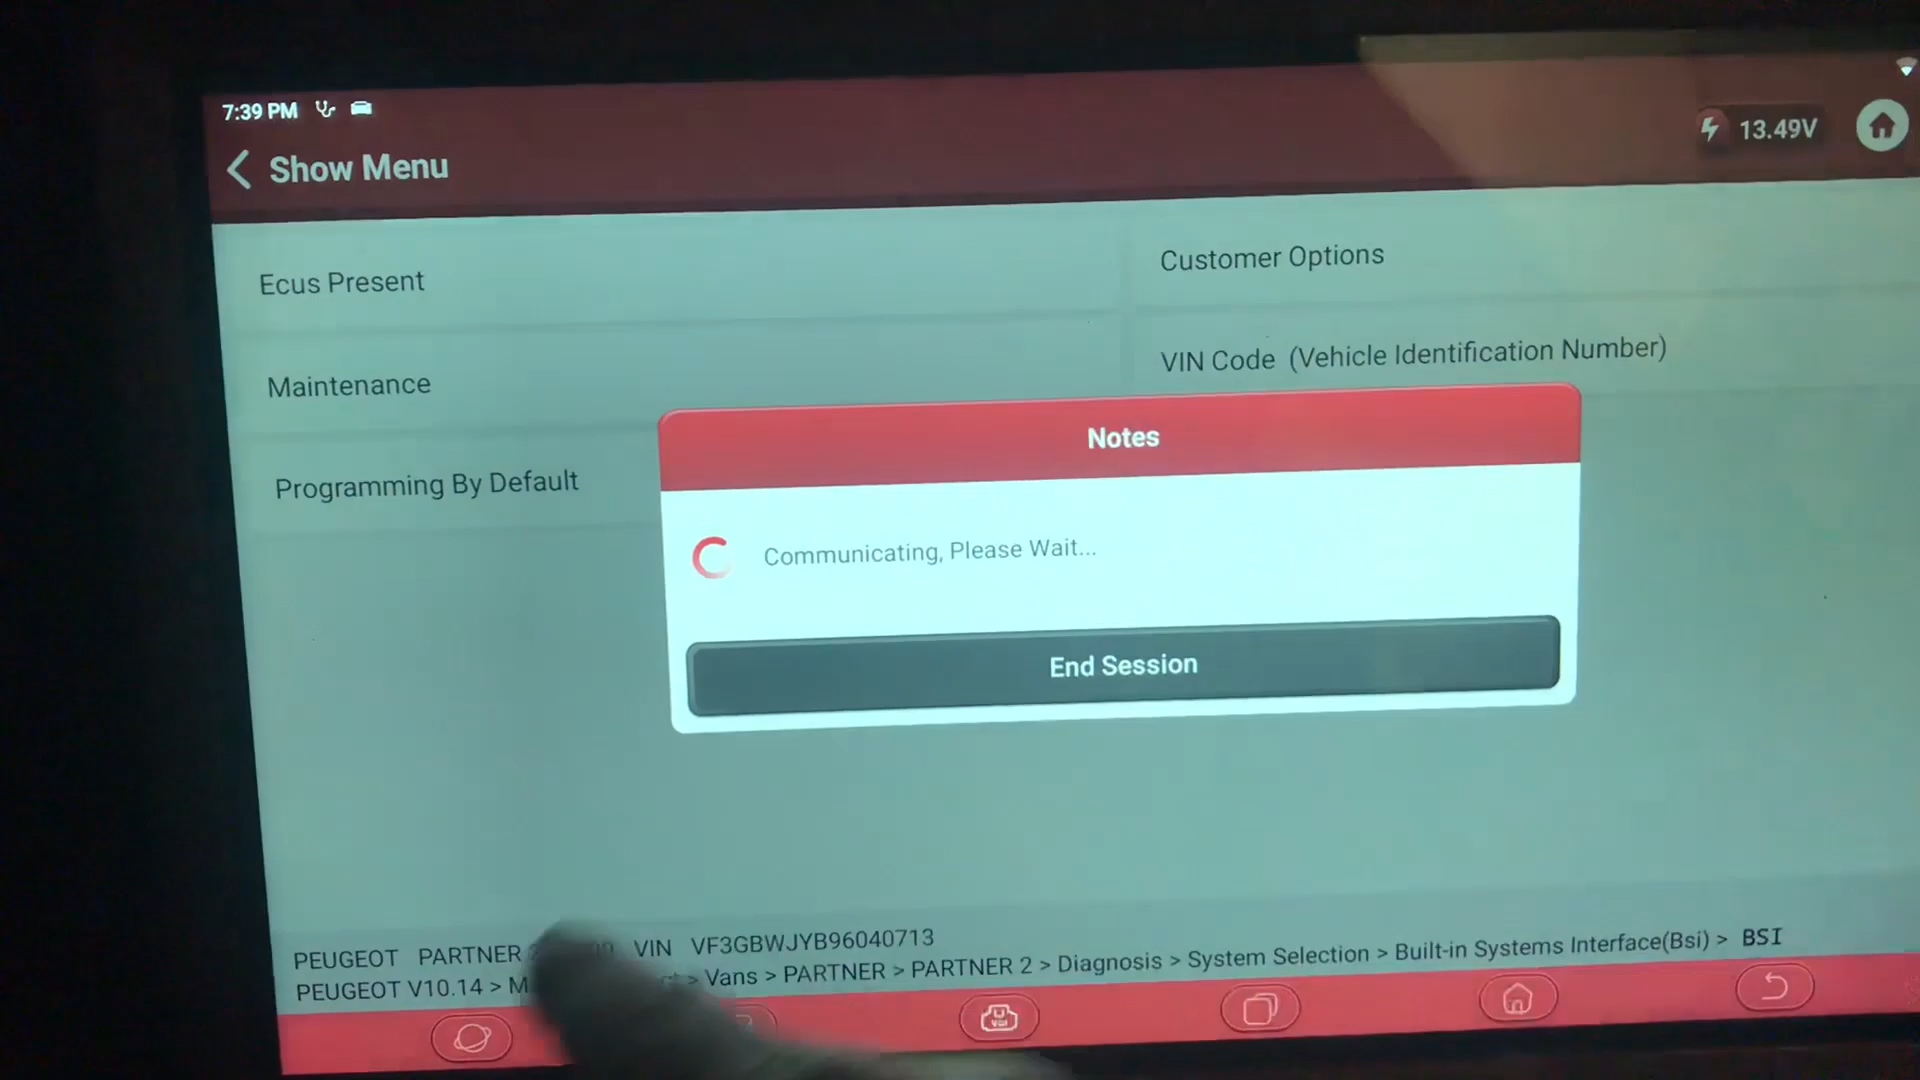 7:39 PM
13.49V
Show Menu
Ecus Present
Customer Options
Maintenance
VIN Code (Vehicle Identification Number)
Programming By Default
Notes
Communicating, Please Wait...
End Session
PEUGEOT PARTNER VIN VF3GBWJYB96040713
PEUGEOT V10.14 > > Vans > PARTNER > PARTNER 2 > Diagnosis > System Selection > Built-in Systems Interface(Bsi) > BSI